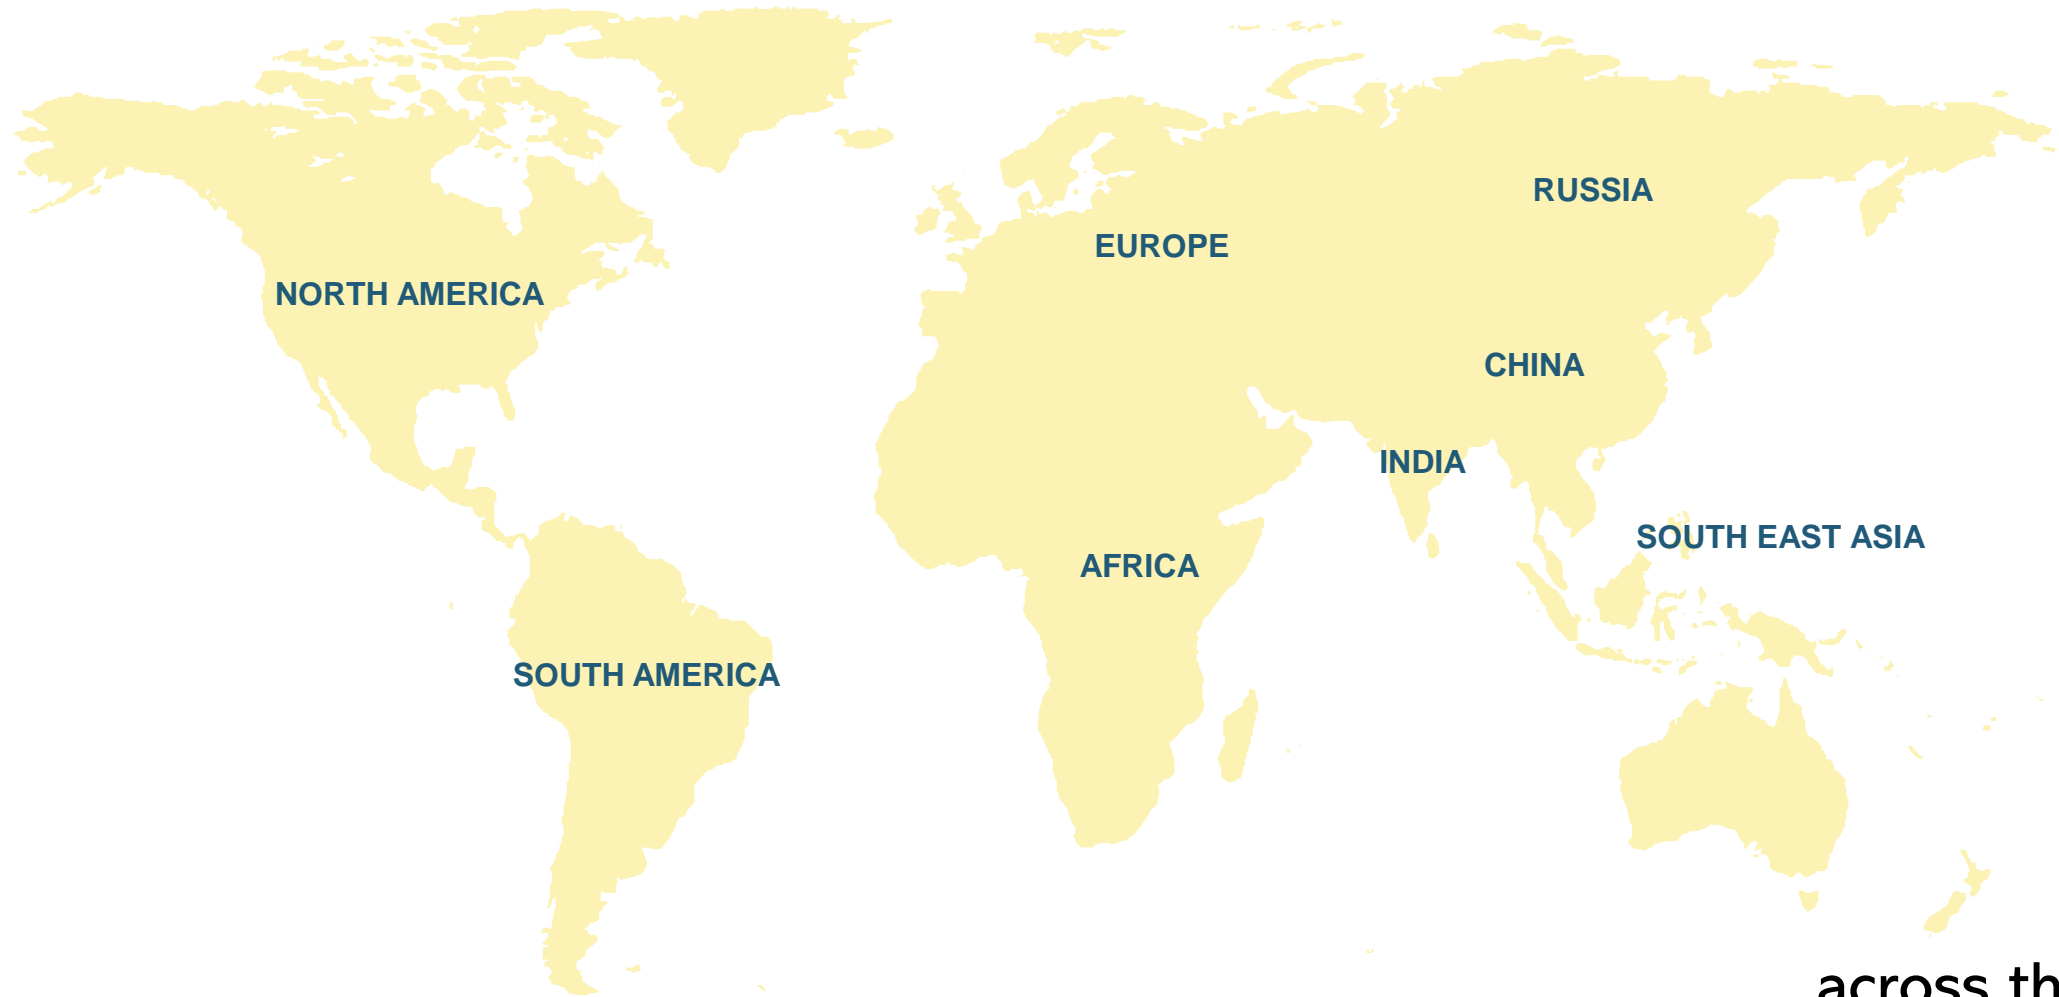 RUSSIA
EUROPE
NORTH AMERICA
CHINA
INDIA
SOUTH EAST ASIA
AFRICA
SOUTH AMERICA
across th